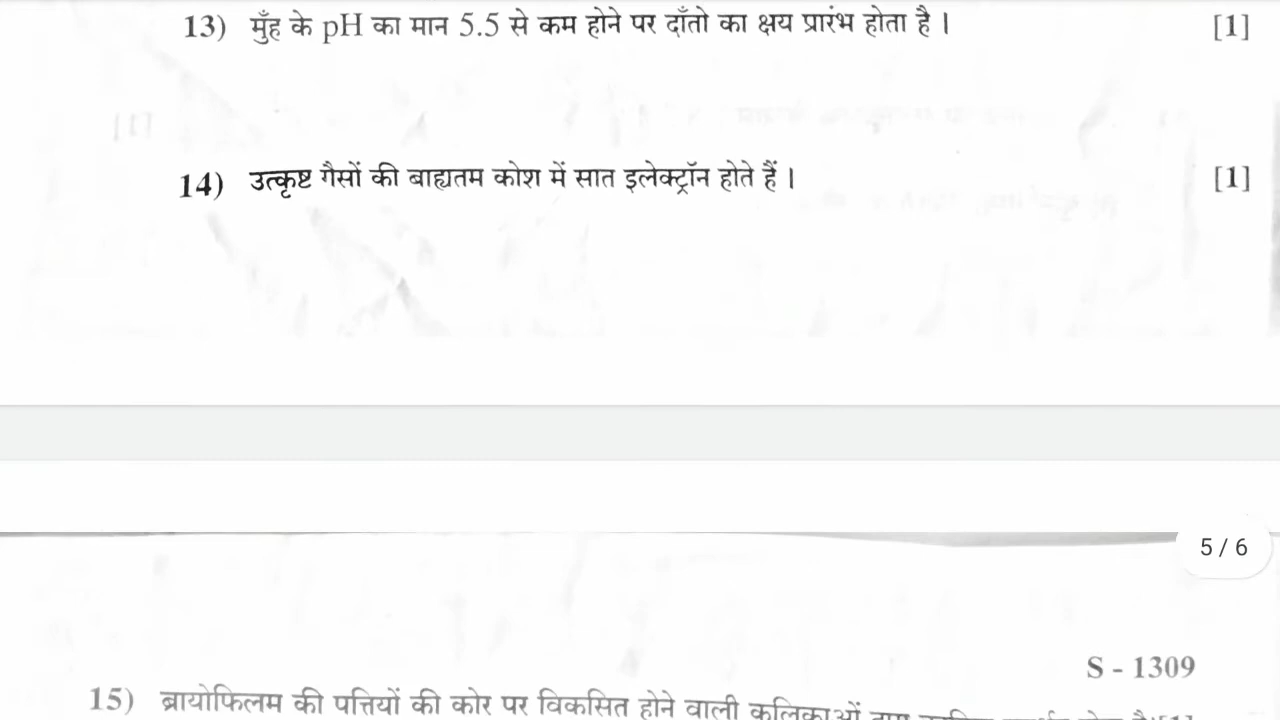 13) मुँह के pH का मान 5.5 से कम होने पर दाँतो का क्षय प्रारंभ होता है । [1]
14) उत्कृष्ट गैसों की बाह्यतम कोश में सात इलेक्ट्रॉन होते हैं । [1]
5 / 6
S - 1309
15) ब्रायोफिलम की पत्तियों की कोर पर विकसित होने वाली कलिकाओं